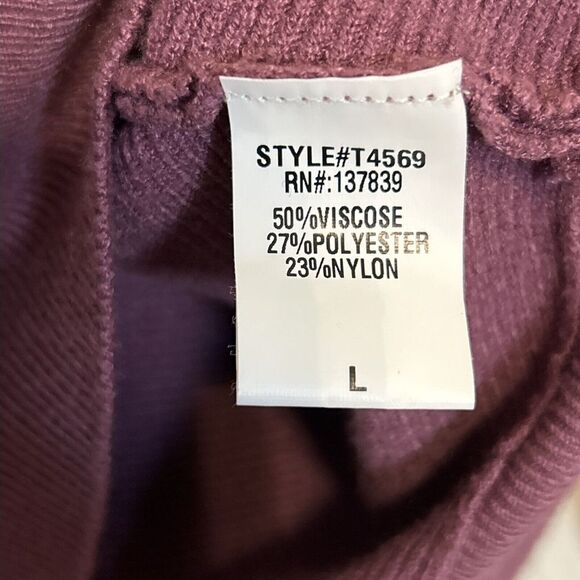 STYLE#T4569
RN#:137839
50%VISCOSE
27%POLYESTER
23%NYLON
L